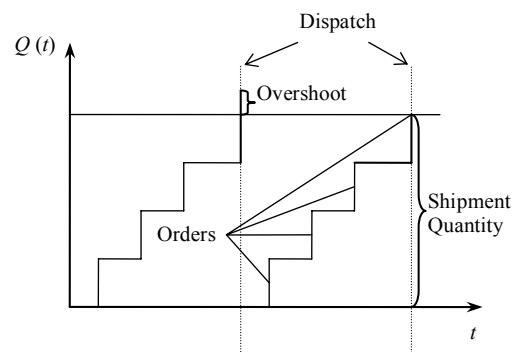 Dispatch
Q (t)
Overshoot
Orders
Shipment
Quantity
t